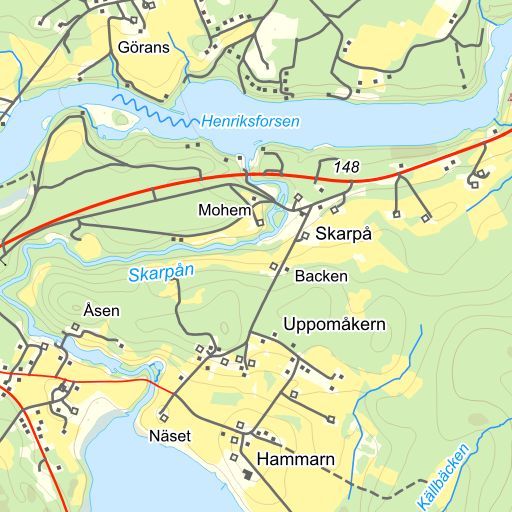 Görans
Henriksforsen
148
Mohem
Skarpå
Skarpån
Backen
Åsen
Uppomåkern
Näset
Hammarn
Källbäcken